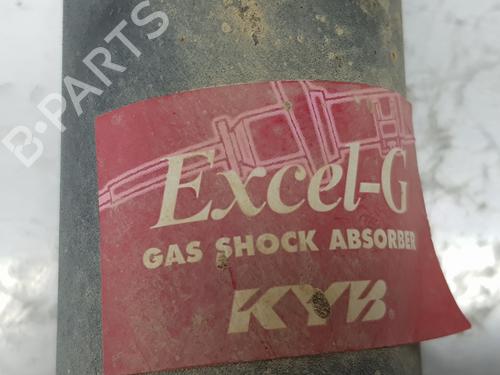 B-PARTS
Excel-G
GAS SHOCK ABSORBER
KYB®